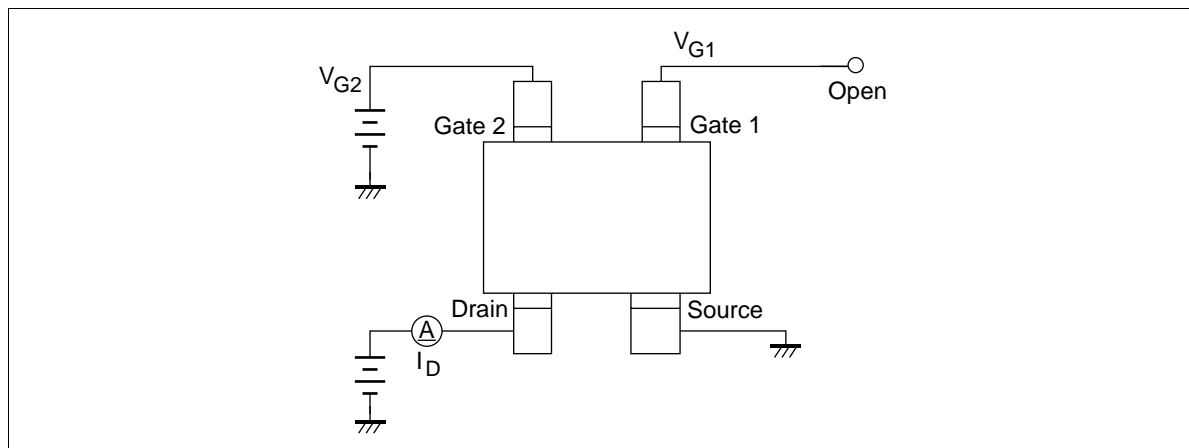 VG1
VG2
Open
Gate 2
Gate 1
Drain
Source
A
ID